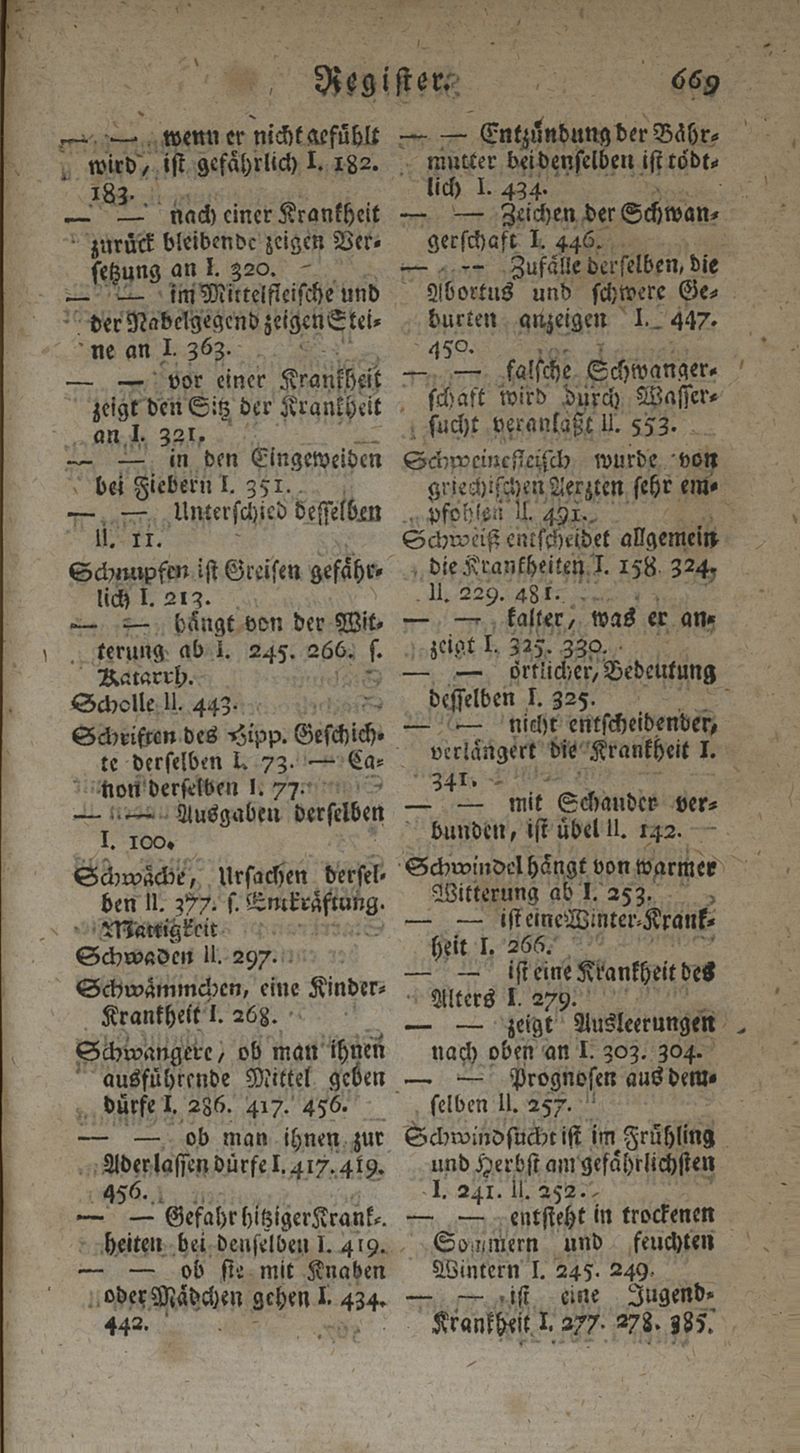 Regiſter.
669
— — wenn er nicht gefühlt
wird, iſt gefährlich I. 182.
183.
— — nach einer Krankheit
zurück bleibende zeigen Ver⸗
ſetzung an I. 320.
— — im Mittelfleiſche und
der Nabelgegend zeigen Stei⸗
ne an I. 363.
— — vor einer Krankheit
zeigt den Sitz der Krankheit
an I. 321.
— — in den Eingeweiden
bei Fiebern I. 351.
— — Unterſchied deſſelben
II. 11.
Schnupfen iſt Greiſen gefähr⸗
lich I. 213.
— — hängt von der Wit⸗
terung ab I. 245. 266. ſ.
Katarrh.
Scholle II. 443.
Schriften des Hipp. Geſchich⸗
te derſelben I. 73. — Ca⸗
non derſelben I. 77.
— — Ausgaben derſelben
I. 100.
Schwäche, Urſachen derſel⸗
ben II. 377. ſ. Entkräftung.
Mattigkeit.
Schwaden II. 297.
Schwämmchen, eine Kinder⸗
Krankheit I. 268.
Schwangere, ob man ihnen
ausführende Mittel geben
dürfe I. 286. 417. 456.
— — ob man ihnen zur
Ader laſſen dürfe I. 417. 419.
456.
— — Gefahr hitziger Krank⸗
heiten bei denſelben I. 419.
— — ob ſie mit Knaben
oder Mädchen gehen I. 434.
442.
— — Entzündung der Bähr⸗
mutter bei denſelben iſt tödt⸗
lich I. 434.
— — Zeichen der Schwan⸗
gerſchaft I. 446.
— — Zufälle derſelben, die
Abortus und ſchwere Ge⸗
burten anzeigen I. 447.
450.
— — falſche Schwanger⸗
ſchaft wird durch Waſſer⸗
ſucht veranlaßt II. 553.
Schweinefleiſch wurde von
griechiſchen Aerzten ſehr em⸗
pfohlen II. 491.
Schweiß entſcheidet allgemein
die Krankheiten I. 158. 324.
II. 229. 481.
— — kalter, was er an⸗
zeigt I. 325. 330.
— — örtlicher, Bedeutung
deſſelben I. 325.
— — nicht entſcheidender,
verlängert die Krankheit I.
341.
— — mit Schauder ver⸗
bunden, iſt übel II. 142.
Schwindel hängt von warmer
Witterung ab I. 253.
— — iſt eine Winter⸗Krank⸗
heit I. 266.
— — iſt eine Krankheit des
Alters I. 279.
— — zeigt Ausleerungen
nach oben an I. 303. 304.
— — Prognoſen aus dem⸗
ſelben II. 257.
Schwindſucht iſt im Frühling
und Herbſt am gefährlichſten
I. 241. II. 252.
— — entſteht in trockenen
Sommern und feuchten
Wintern I. 245. 249.
— — iſt eine Jugend⸗
Krankheit I. 277. 278. 385.